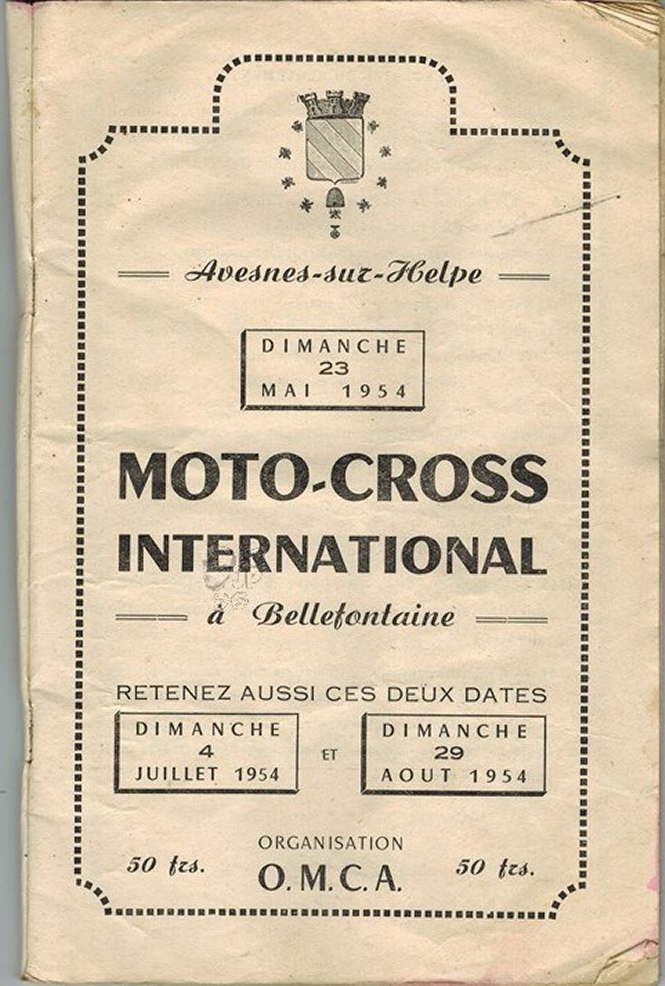 Avesnes-sur-Helpe
DIMANCHE
23
MAI 1954
MOTO-CROSS
INTERNATIONAL
à Bellefontaine
RETENEZ AUSSI CES DEUX DATES
DIMANCHE
4
JUILLET 1954
ET
DIMANCHE
29
AOUT 1954
ORGANISATION
50 frs.
O.M.C.A.
50 frs.